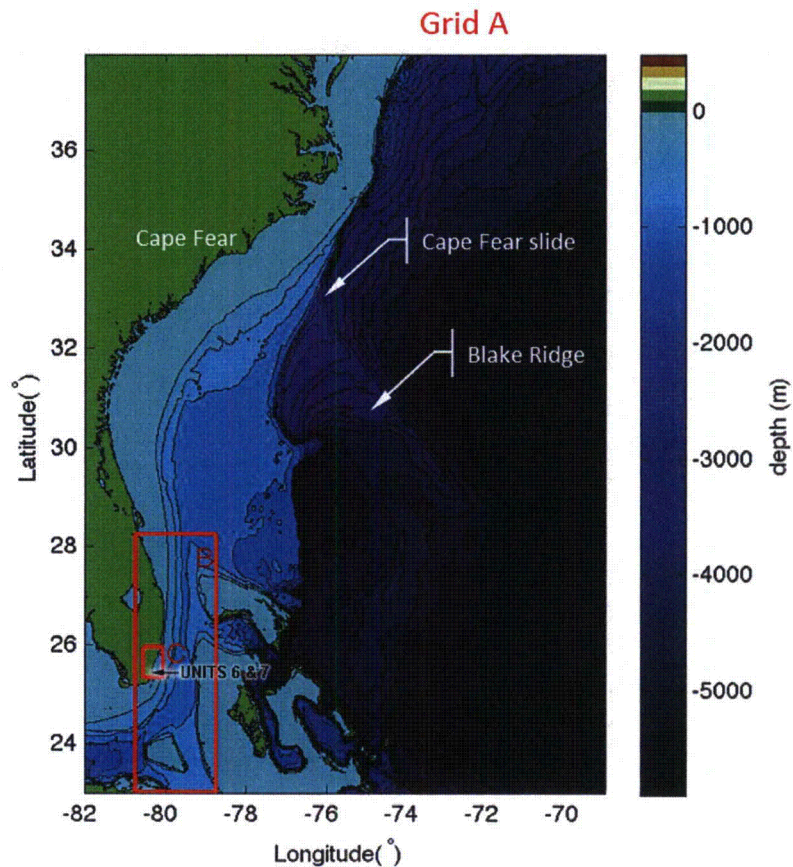 Grid A
36
34
32
30
28
26
24
Latitude(°)
Cape Fear
Cape Fear slide
Blake Ridge
B
C
UNITS 6 & 7
-82
-80
-78
-76
-74
-72
-70
Longitude(°)
0
-1000
-2000
-3000
-4000
-5000
depth (m)